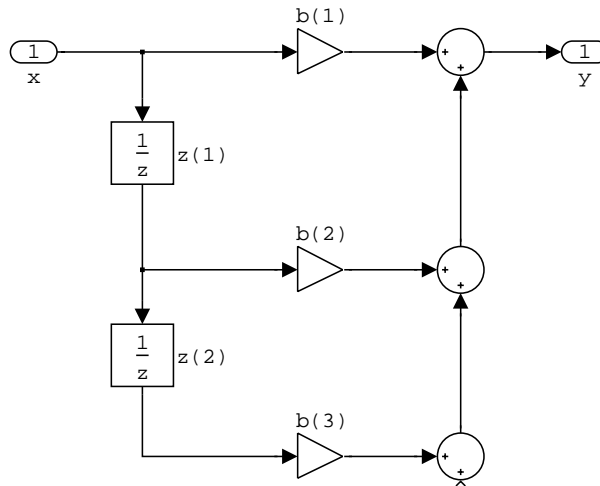 b(1)
1
x
1
y
+
+
1
z
z(1)
b(2)
+
+
1
z
z(2)
b(3)
+
+